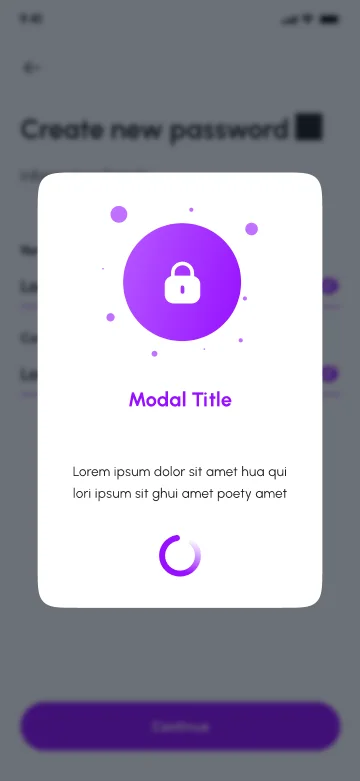 9:41
Create new password
Modal Title
Lorem ipsum dolor sit amet hua qui
lori ipsum sit ghui amet poety amet
Continue